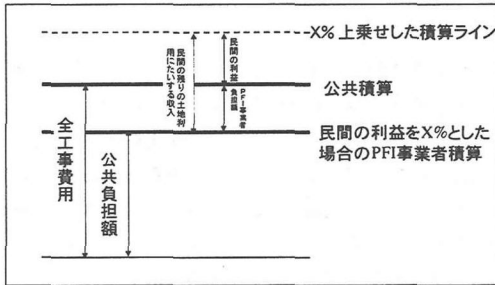 X%上乗せした積算ライン
公共積算
民間の利益をX%とした
場合のPFI事業者積算
民間の残りの土地利
用にたいする収入
民間の利益
PFI事業者
負担額
全工事費用
公共負担額